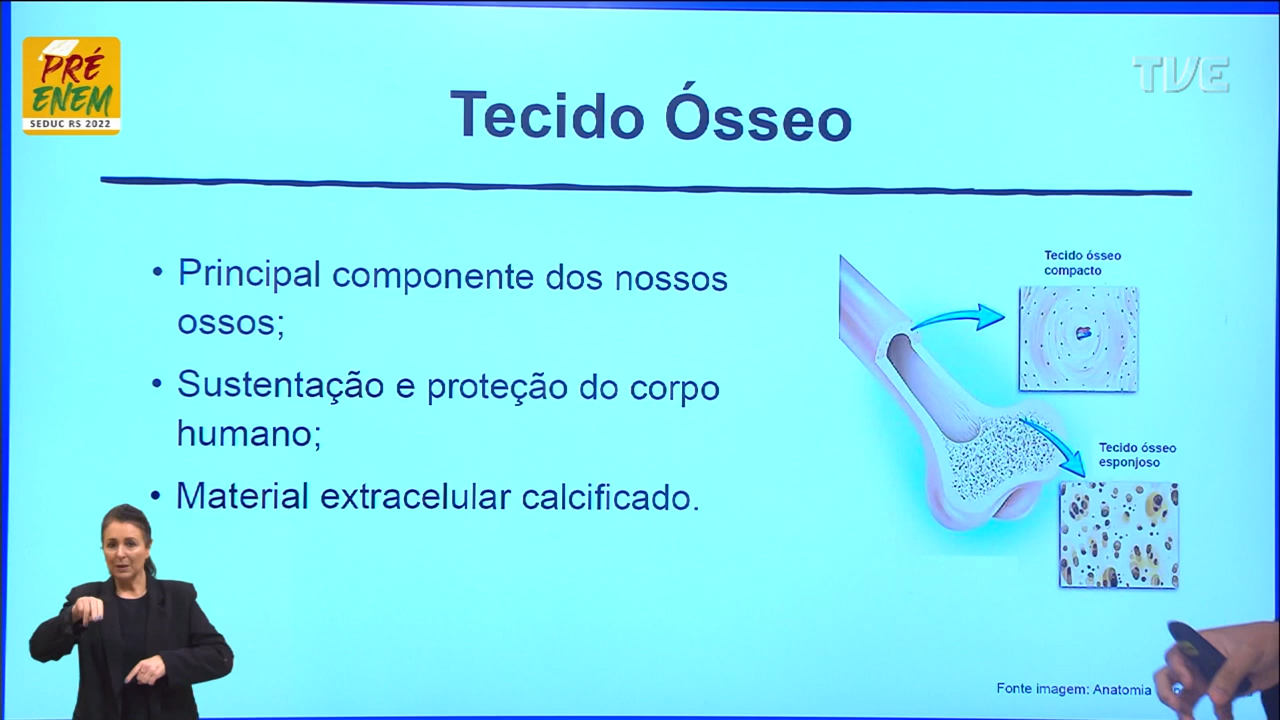 PRÉ
ENEM
SEDUC RS 2022
TVE
Tecido Ósseo
• Principal componente dos nossos
ossos;
• Sustentação e proteção do corpo
humano;
• Material extracelular calcificado.
Tecido ósseo
compacto
Tecido ósseo
esponjoso
Fonte imagem: Anatomia